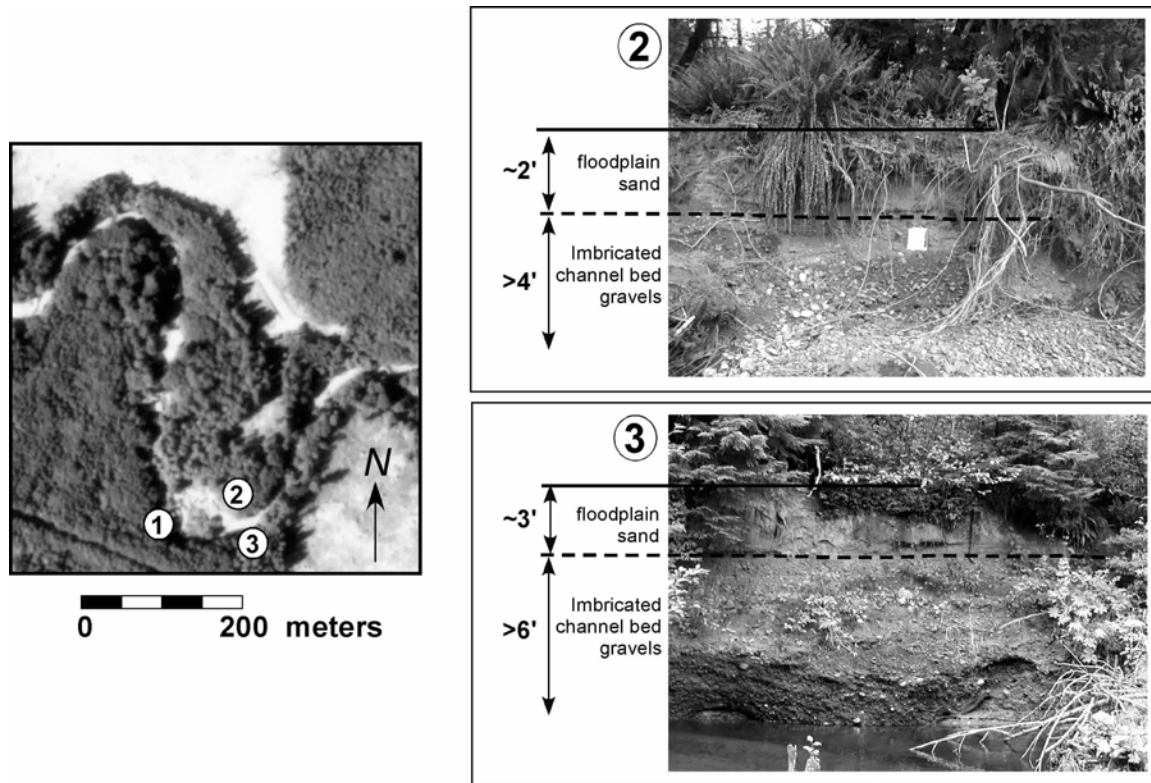 N
2
1
3
0 200 meters
2
~2'
floodplain
sand
>4'
Imbricated
channel bed
gravels
3
~3'
floodplain
sand
>6'
Imbricated
channel bed
gravels